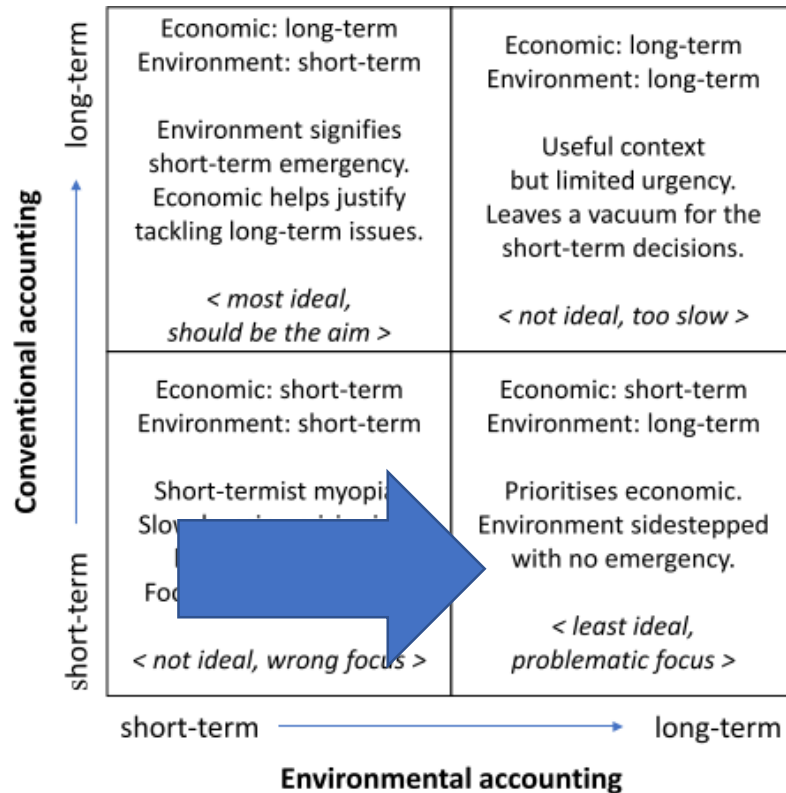 Economic: long-term
Environment: short-term
Environment signifies
short-term emergency.
Economic helps justify
tackling long-term issues.
< most ideal,
should be the aim >
Economic: long-term
Environment: long-term
Useful context
but limited urgency.
Leaves a vacuum for the
short-term decisions.
< not ideal, too slow >
Economic: short-term
Environment: short-term
Short-termist
< not ideal, wrong focus >
Economic: short-term
Environment: long-term
Prioritises economic.
Environment sidestepped
with no emergency.
< least ideal,
problematic focus >
long-term
Conventional accounting
short-term
short-term
long-term
Environmental accounting